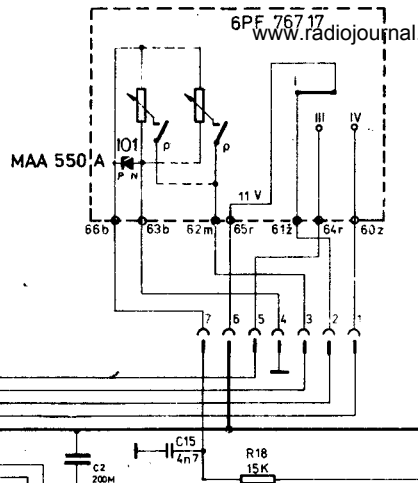 6PF 767 17
www.radiojournal.
I III IV
101
P N
MAA 550 A
ρ ρ
11 V
66b 63b 62m 65r 61ž 64r 60z
7 6 5 4 3 2 1
C15
4n7
R18
15K
C2
200M